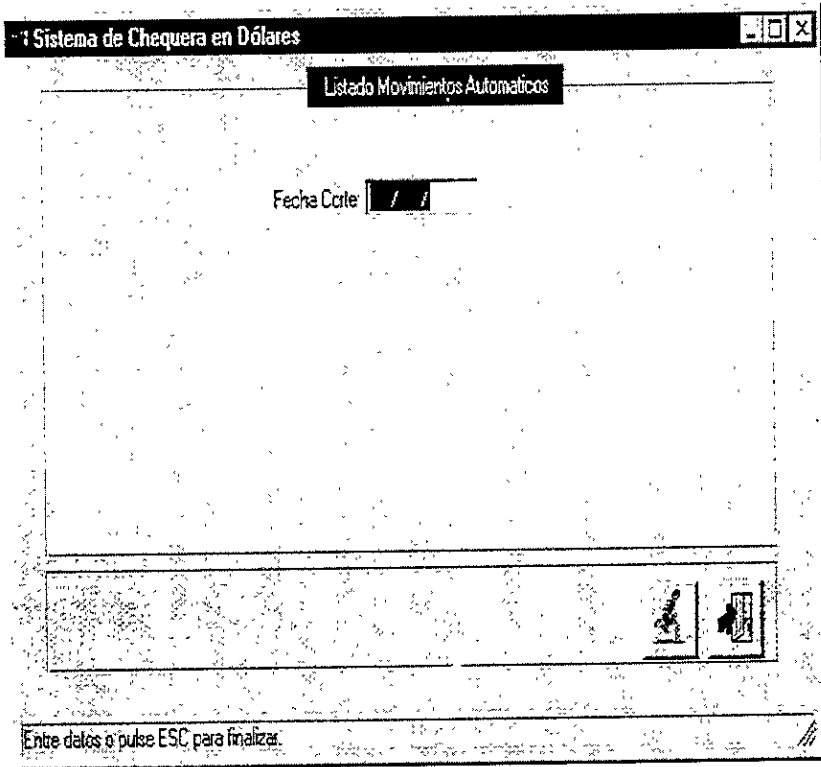 Sistema de Chequera en Dólares
Listado Movimientos Automaticos
Fecha Corte: / /
Entre datos o pulse ESC para finalizar.